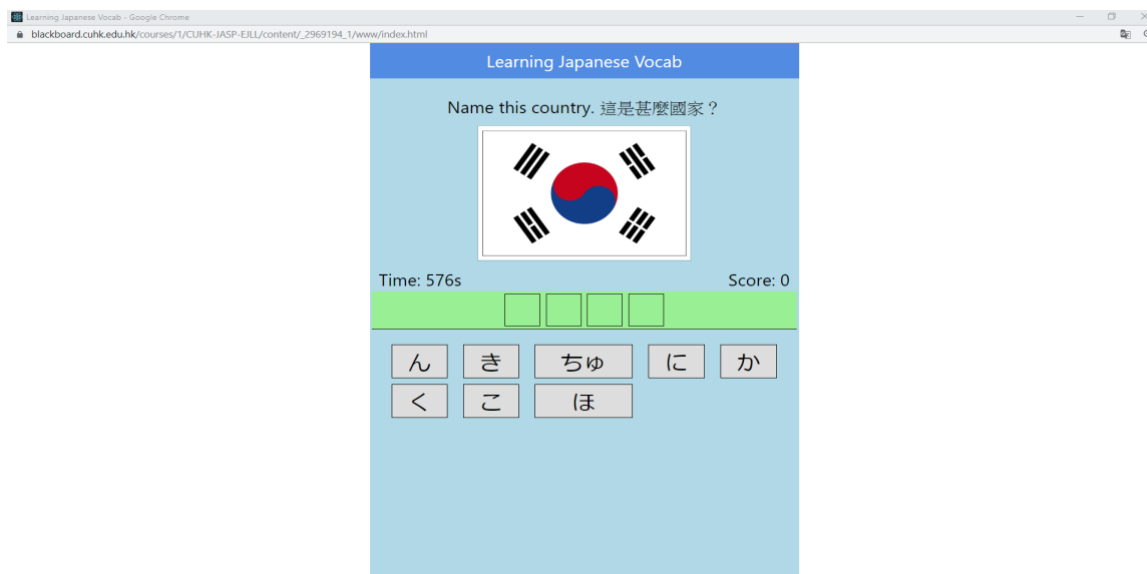 Learning Japanese Vocab - Google Chrome
blackboard.cuhk.edu.hk/courses/1/CUHK-JASP-EJLL/content/_2969194_1/www/index.html
Learning Japanese Vocab
Name this country. 這是甚麼國家？
Time: 576s Score: 0
ん き ちゅ に か
く こ ほ